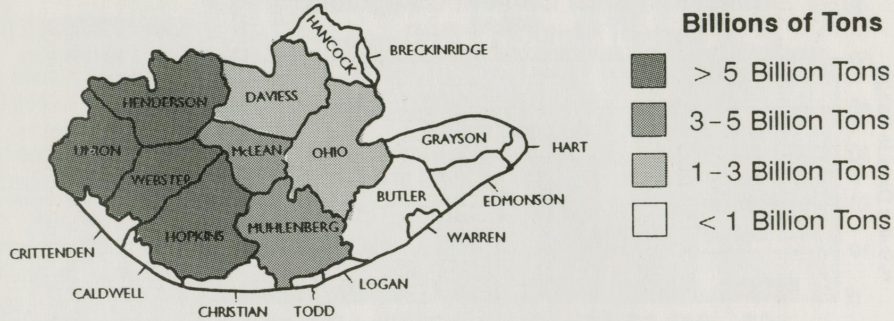 Billions of Tons
> 5 Billion Tons
3-5 Billion Tons
1-3 Billion Tons
< 1 Billion Tons
HANCOCK
BRECKINRIDGE
HENDERSON
DAVIESS
UNION
McLEAN
OHIO
GRAYSON
HART
WEBSTER
BUTLER
EDMONSON
HOPKINS
MUHLENBERG
WARREN
CRITTENDEN
LOGAN
CALDWELL
CHRISTIAN
TODD